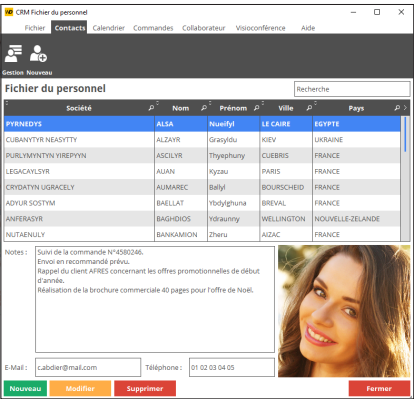 CRM Fichier du personnel
Fichier Contacts Calendrier Commandes Collaborateur Visioconférence Aide
Gestion Nouveau
Fichier du personnel
Recherche
Société Nom Prénom Ville Pays
PYRNEDYS ALSA Nueifyl LE CAIRE EGYPTE
CUBANYTYR NEASYTTY ALZAYR Grasyldu KIEV UKRAINE
PURLYMYNTYN YIREPYYN ASCILYR Thyephuny CUEBRIS FRANCE
LEGACAYLSYR AUAN Kyzau PARIS FRANCE
CRYDATYN UGRACELY AUMAREC Ballyl BOURSCHEID FRANCE
ADYUR SOSTYM BAELLAT Ybdylghuna BREVAL FRANCE
ANFERASYR BAGHDIOS Ydraunny WELLINGTON NOUVELLE-ZELANDE
NUTAENULY BANKAMION Zheru AIZAC FRANCE
Notes :
Suivi de la commande N°4580246.
Envoi en recommandé prévu.
Rappel du client AFRES concernant les offres promotionnelles de début
d'année.
Réalisation de la brochure commerciale 40 pages pour l'offre de Noël.
E-Mail : c.abdier@mail.com Téléphone : 01 02 03 04 05
Nouveau Modifier Supprimer Fermer